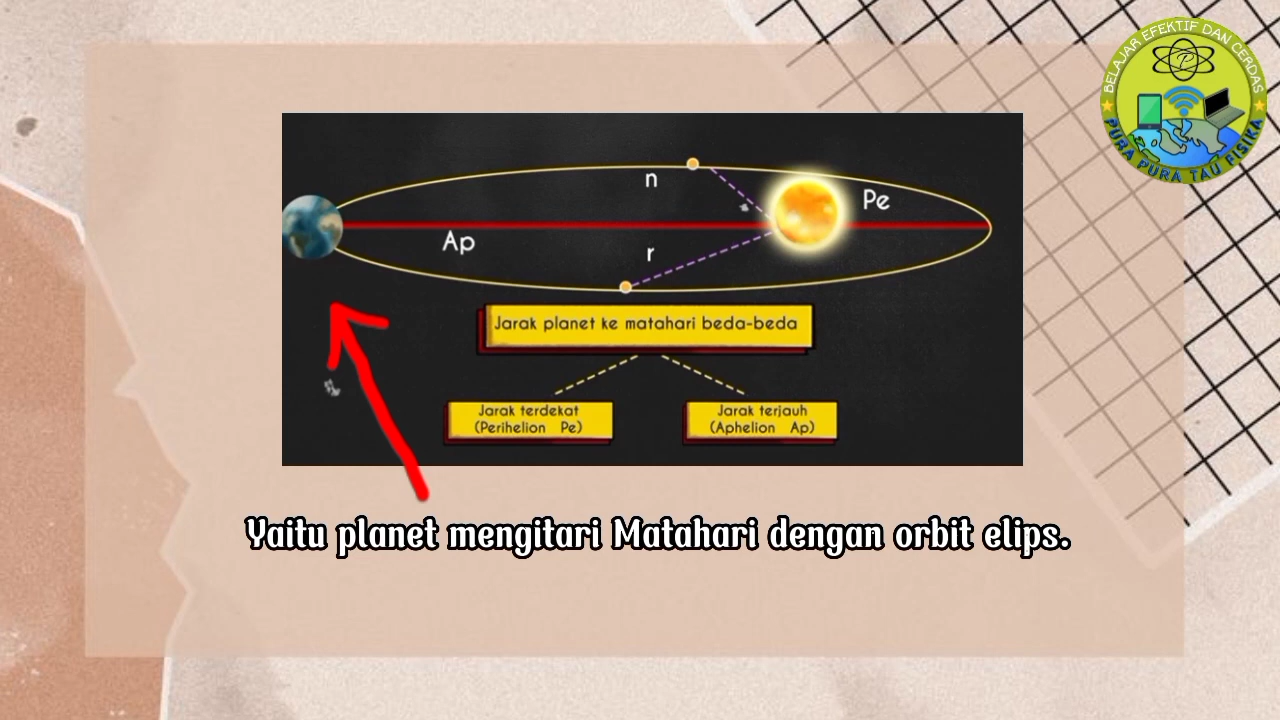 BELAJAR EFEKTIF DAN CERDAS
PURA PURA TAU FISIKA
n
Pe
Ap
r
Jarak planet ke matahari beda-beda
Jarak terdekat
(Perihelion Pe)
Jarak terjauh
(Aphelion Ap)
Yaitu planet mengitari Matahari dengan orbit elips.